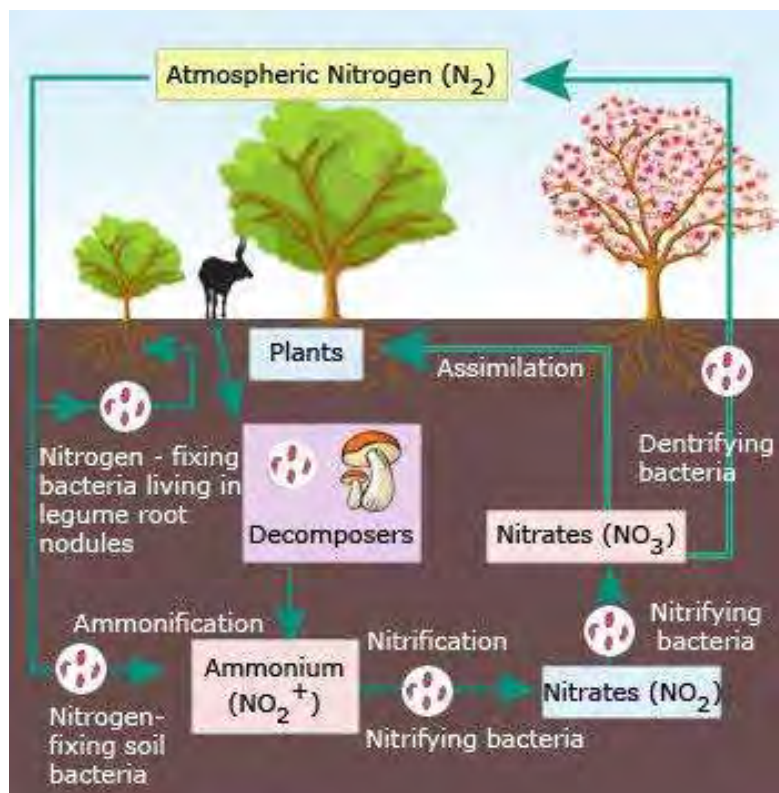 Atmospheric Nitrogen (N₂)
Plants
Assimilation
Nitrogen - fixing
bacteria living in
legume root
nodules
Decomposers
Dentrifying
bacteria
Nitrates (NO₃)
Ammonification
Ammonium
(NO₂⁺)
Nitrification
Nitrifying bacteria
Nitrifying
bacteria
Nitrates (NO₂)
Nitrogen-
fixing soil
bacteria